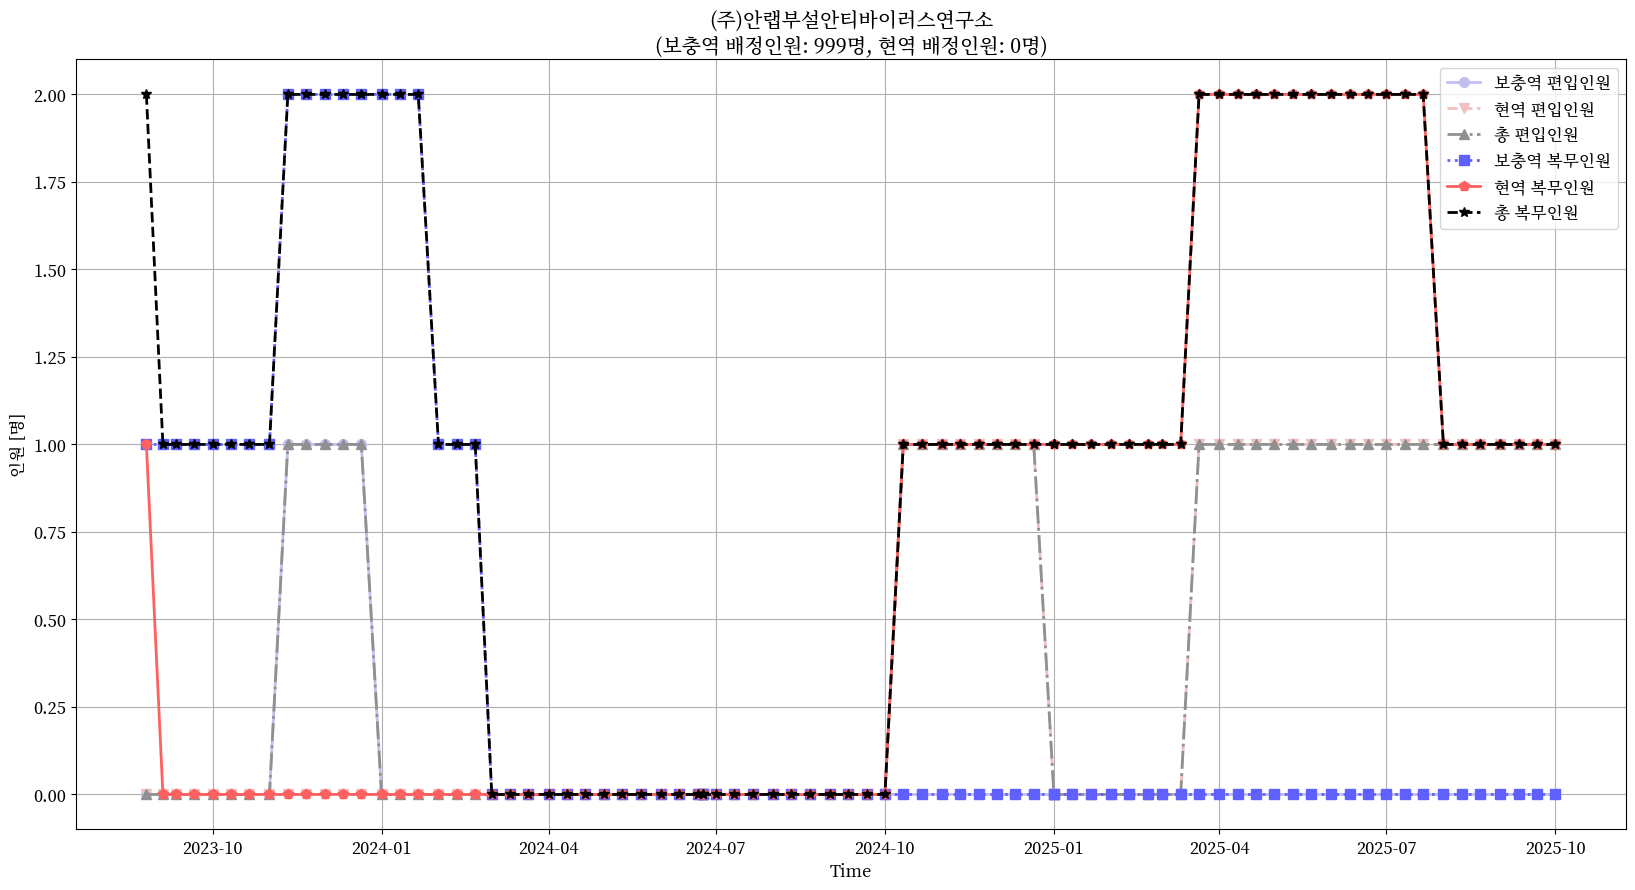 (주)안랩부설안티바이러스연구소
(보충역 배정인원: 999명, 현역 배정인원: 0명)
보충역 편입인원
현역 편입인원
총 편입인원
보충역 복무인원
현역 복무인원
총 복무인원
2.00
1.75
1.50
1.25
1.00
0.75
0.50
0.25
0.00
인원 [명]
2023-10
2024-01
2024-04
2024-07
2024-10
2025-01
2025-04
2025-07
2025-10
Time